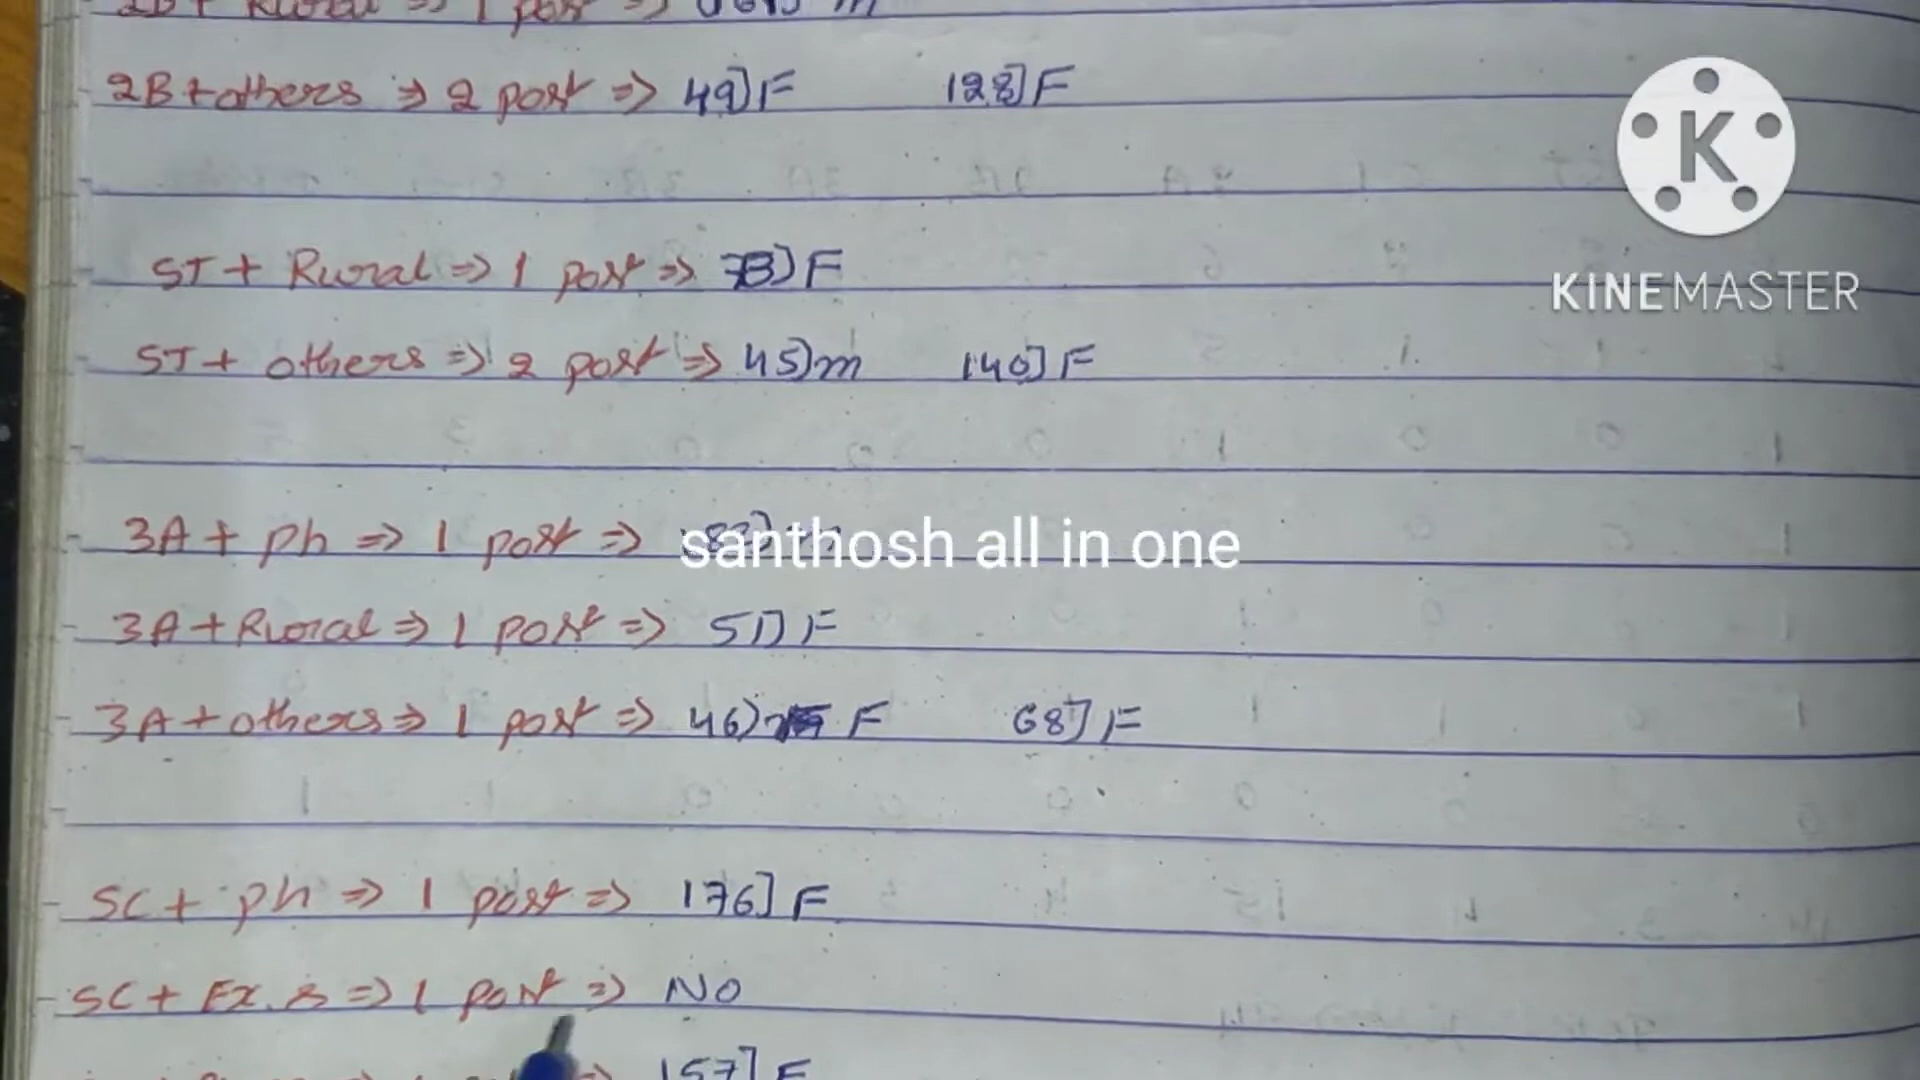 2B + others ⇒ 2 post ⇒ 49] F 128] F
K
KINEMASTER
ST + Rural ⇒ 1 post ⇒ F
ST + others ⇒ 2 post ⇒ 45) m 140] F
3A + ph ⇒ 1 post ⇒
santhosh all in one
3A + Rural ⇒ 1 post ⇒ 51] F
3A + others ⇒ 1 post ⇒ 46) F 68] F
SC + ph ⇒ 1 post ⇒ 176] F
SC + Ex.s ⇒ 1 post ⇒ NO
157] F